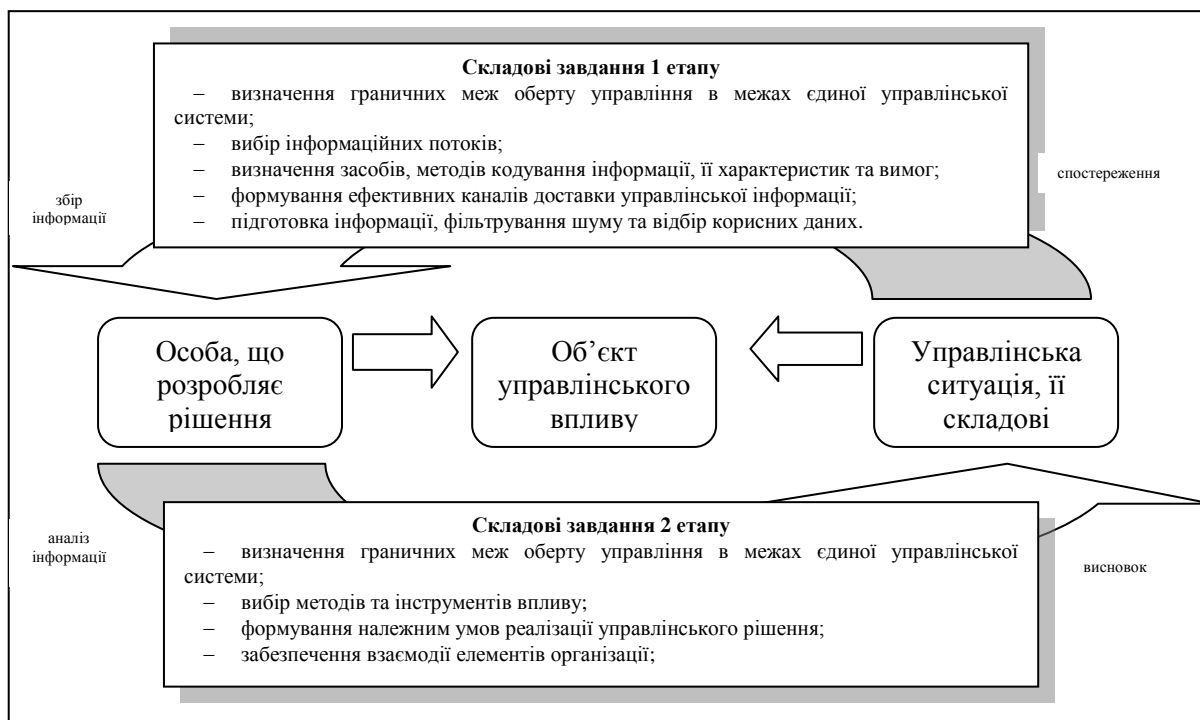 Складові завдання 1 етапу
– визначення граничних меж оберту управління в межах єдиної управлінської
системи;
– вибір інформаційних потоків;
– визначення засобів, методів кодування інформації, її характеристик та вимог;
– формування ефективних каналів доставки управлінської інформації;
– підготовка інформації, фільтрування шуму та відбір корисних даних.
збір
інформації
спостереження
Особа, що
розробляє
рішення
Об’єкт
управлінського
впливу
Управлінська
ситуація, її
складові
аналіз
інформації
Складові завдання 2 етапу
– визначення граничних меж оберту управління в межах єдиної управлінської
системи;
– вибір методів та інструментів впливу;
– формування належним умов реалізації управлінського рішення;
– забезпечення взаємодії елементів організації;
висновок